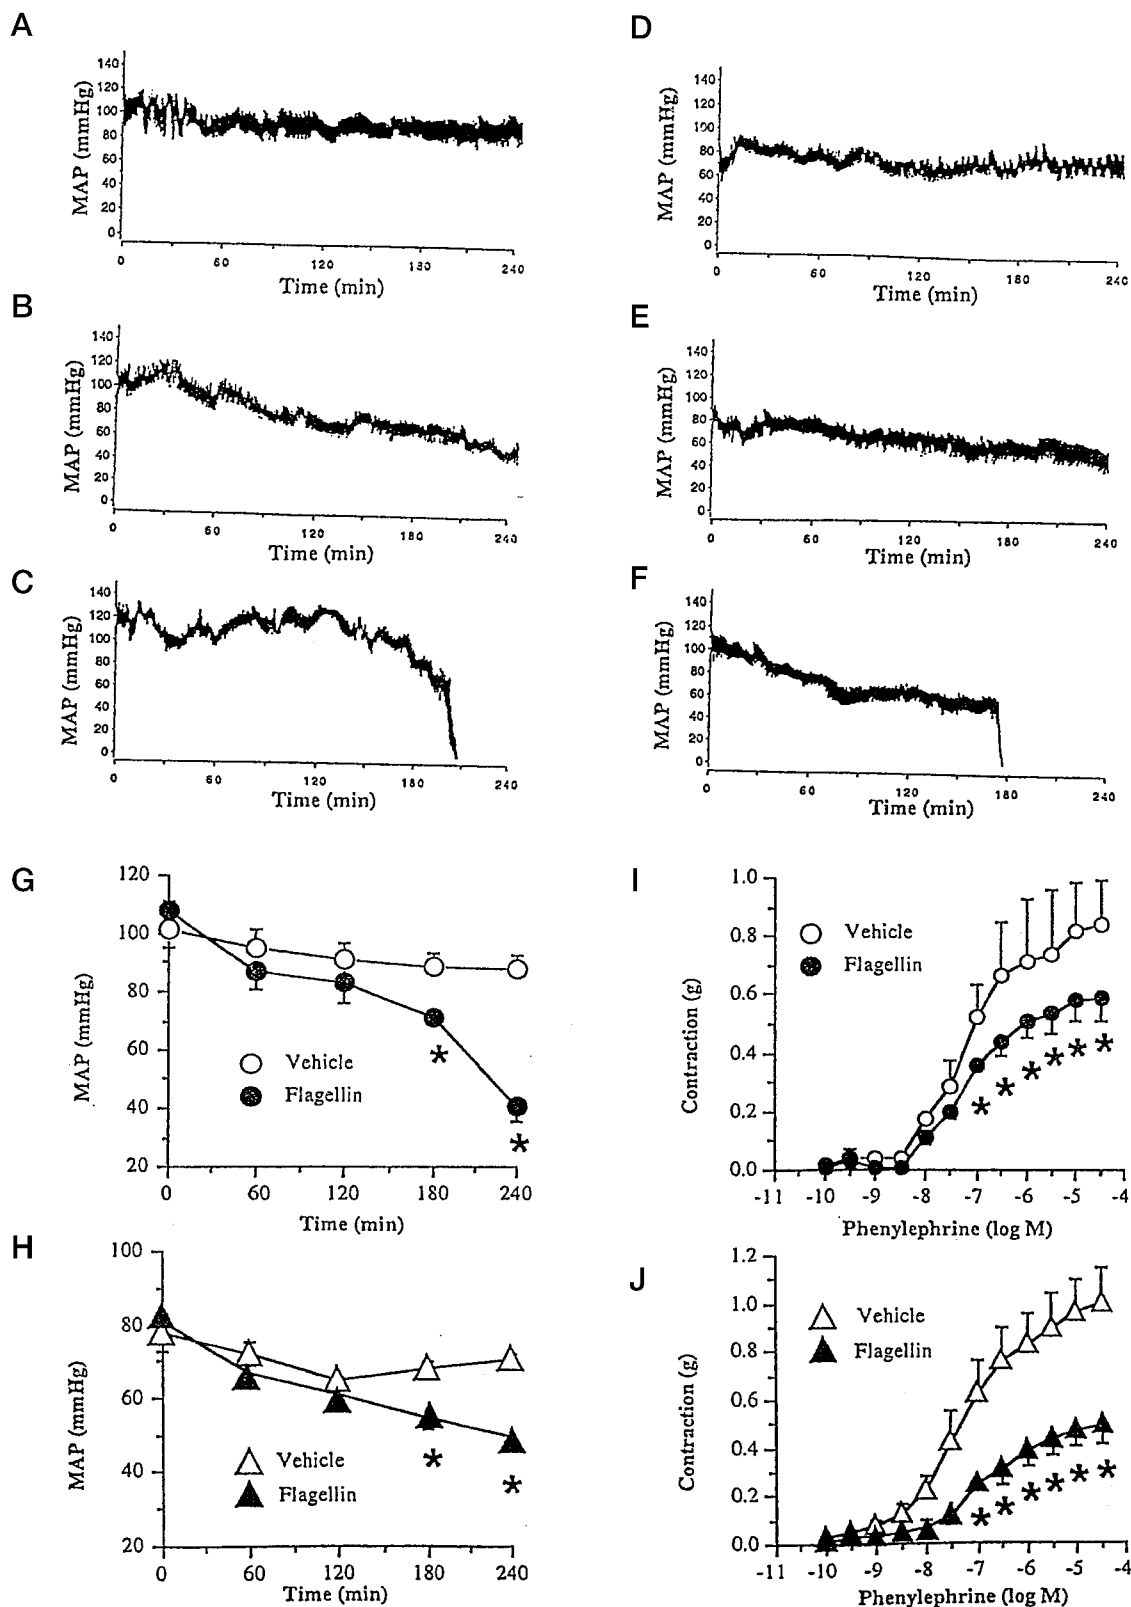 A
140
120
100
80
60
40
20
0
MAP (mmHg)
0 60 120 180 240
Time (min)
B
140
120
100
80
60
40
20
0
MAP (mmHg)
0 60 120 180 240
Time (min)
C
140
120
100
80
60
40
20
0
MAP (mmHg)
0 60 120 180 240
Time (min)
D
140
120
100
80
60
40
20
0
MAP (mmHg)
0 60 120 180 240
Time (min)
E
140
120
100
80
60
40
20
0
MAP (mmHg)
0 60 120 180 240
Time (min)
F
140
120
100
80
60
40
20
0
MAP (mmHg)
0 60 120 180 240
Time (min)
G
120
100
80
60
40
20
MAP (mmHg)
Vehicle
Flagellin
*
*
0 60 120 180 240
Time (min)
H
100
80
60
40
20
MAP (mmHg)
Vehicle
Flagellin
*
*
0 60 120 180 240
Time (min)
I
1.0
0.8
0.6
0.4
0.2
0.0
Contraction (g)
Vehicle
Flagellin
* * * * * *
-11 -10 -9 -8 -7 -6 -5 -4
Phenylephrine (log M)
J
1.2
1.0
0.8
0.6
0.4
0.2
0.0
Contraction (g)
Vehicle
Flagellin
* * * * * *
-11 -10 -9 -8 -7 -6 -5 -4
Phenylephrine (log M)